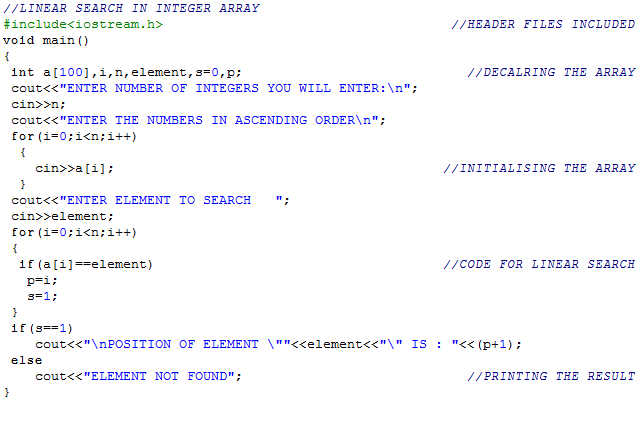 //LINEAR SEARCH IN INTEGER ARRAY
#include<iostream.h> //HEADER FILES INCLUDED
void main()
{
int a[100],i,n,element,s=0,p; //DECALRING THE ARRAY
cout<<"ENTER NUMBER OF INTEGERS YOU WILL ENTER:\n";
cin>>n;
cout<<"ENTER THE NUMBERS IN ASCENDING ORDER\n";
for(i=0;i<n;i++)
{
cin>>a[i]; //INITIALISING THE ARRAY
}
cout<<"ENTER ELEMENT TO SEARCH   ";
cin>>element;
for(i=0;i<n;i++)
{
if(a[i]==element) //CODE FOR LINEAR SEARCH
p=i;
s=1;
}
if(s==1)
cout<<"\nPOSITION OF ELEMENT \""<<element<<"\" IS : "<<(p+1);
else
cout<<"ELEMENT NOT FOUND"; //PRINTING THE RESULT
}